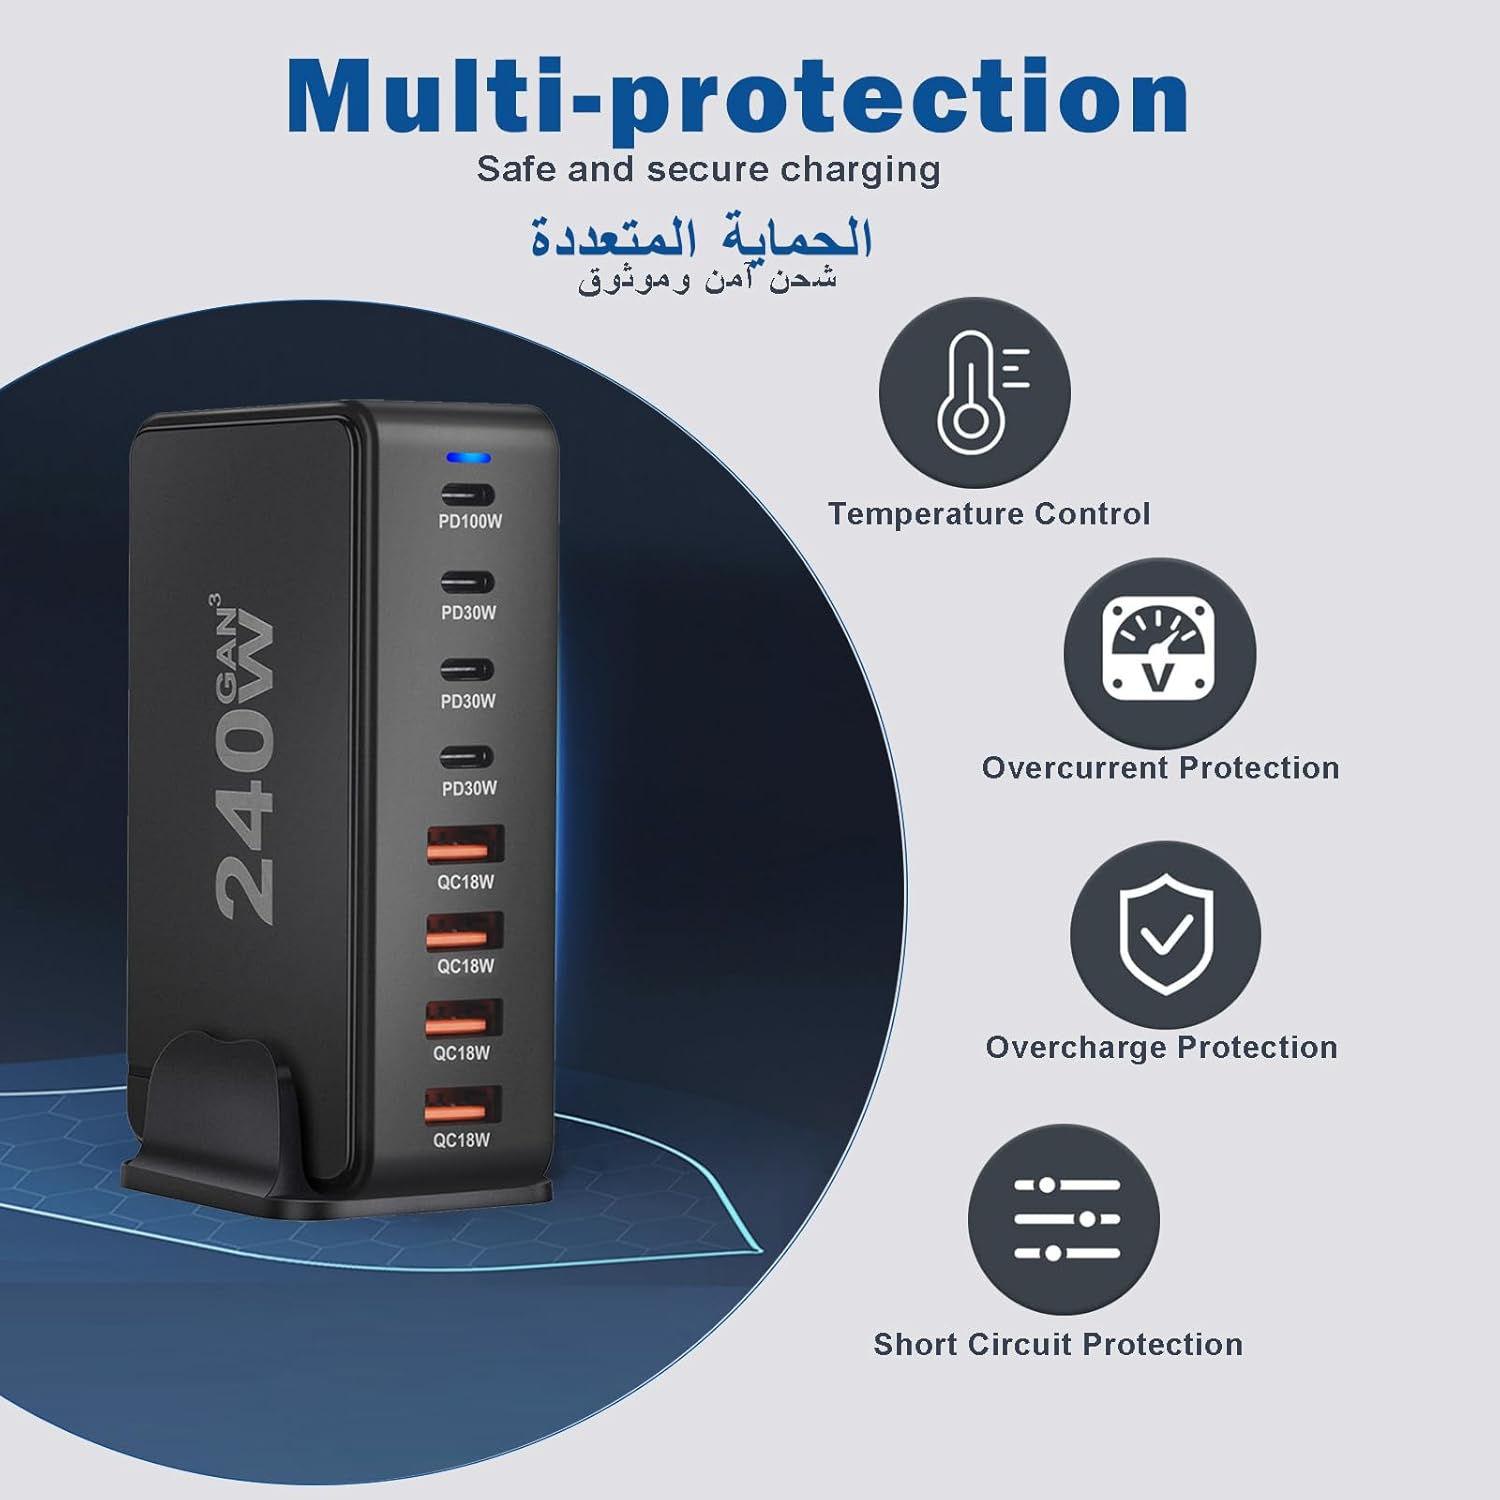 Multi-protection
Safe and secure charging
الحماية المتعددة
شحن آمن وموثوق
Temperature Control
PD100W
PD30W
PD30W
PD30W
QC18W
QC18W
QC18W
QC18W
GAN³
240W
V
Overcurrent Protection
Overcharge Protection
Short Circuit Protection